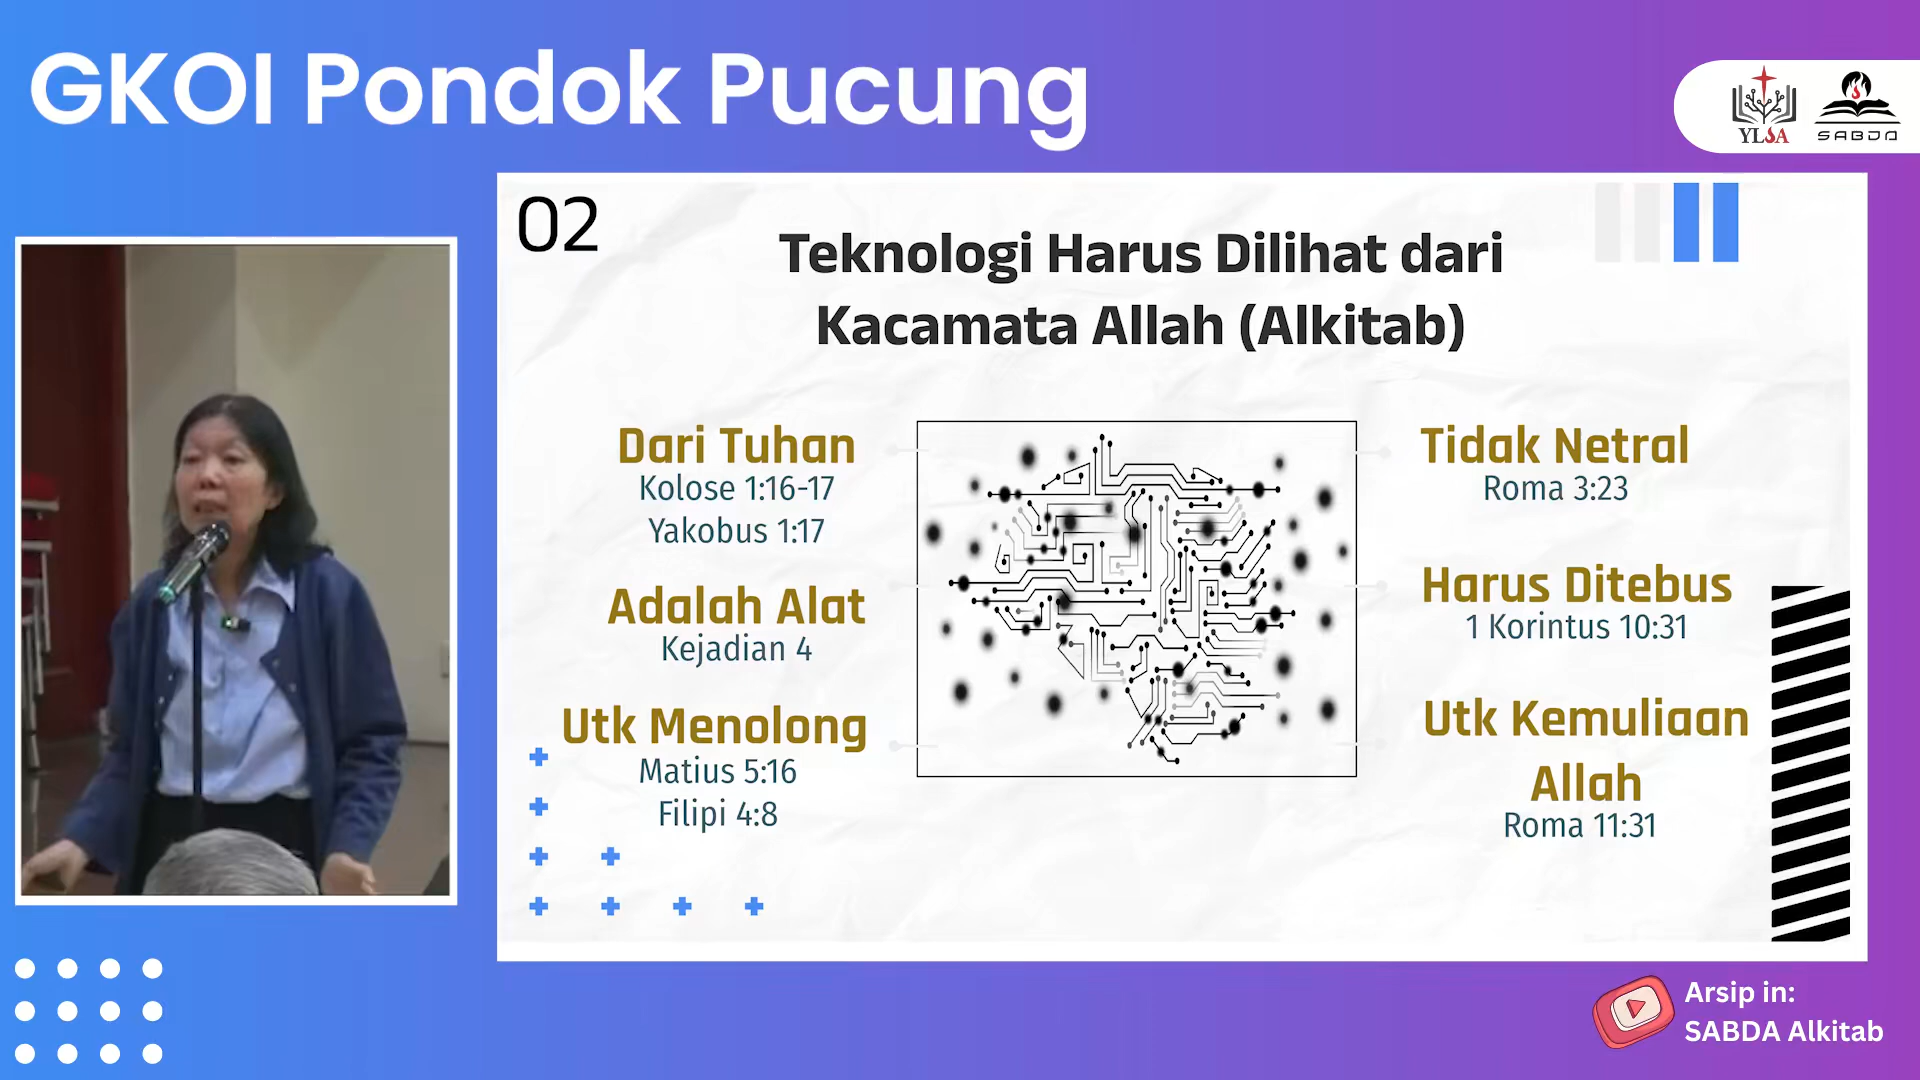 GKOI Pondok Pucung
YLSA
SABDA
02
Teknologi Harus Dilihat dari
Kacamata Allah (Alkitab)
Dari Tuhan
Kolose 1:16-17
Yakobus 1:17
Adalah Alat
Kejadian 4
Utk Menolong
Matius 5:16
Filipi 4:8
Tidak Netral
Roma 3:23
Harus Ditebus
1 Korintus 10:31
Utk Kemuliaan
Allah
Roma 11:31
Arsip in:
SABDA Alkitab